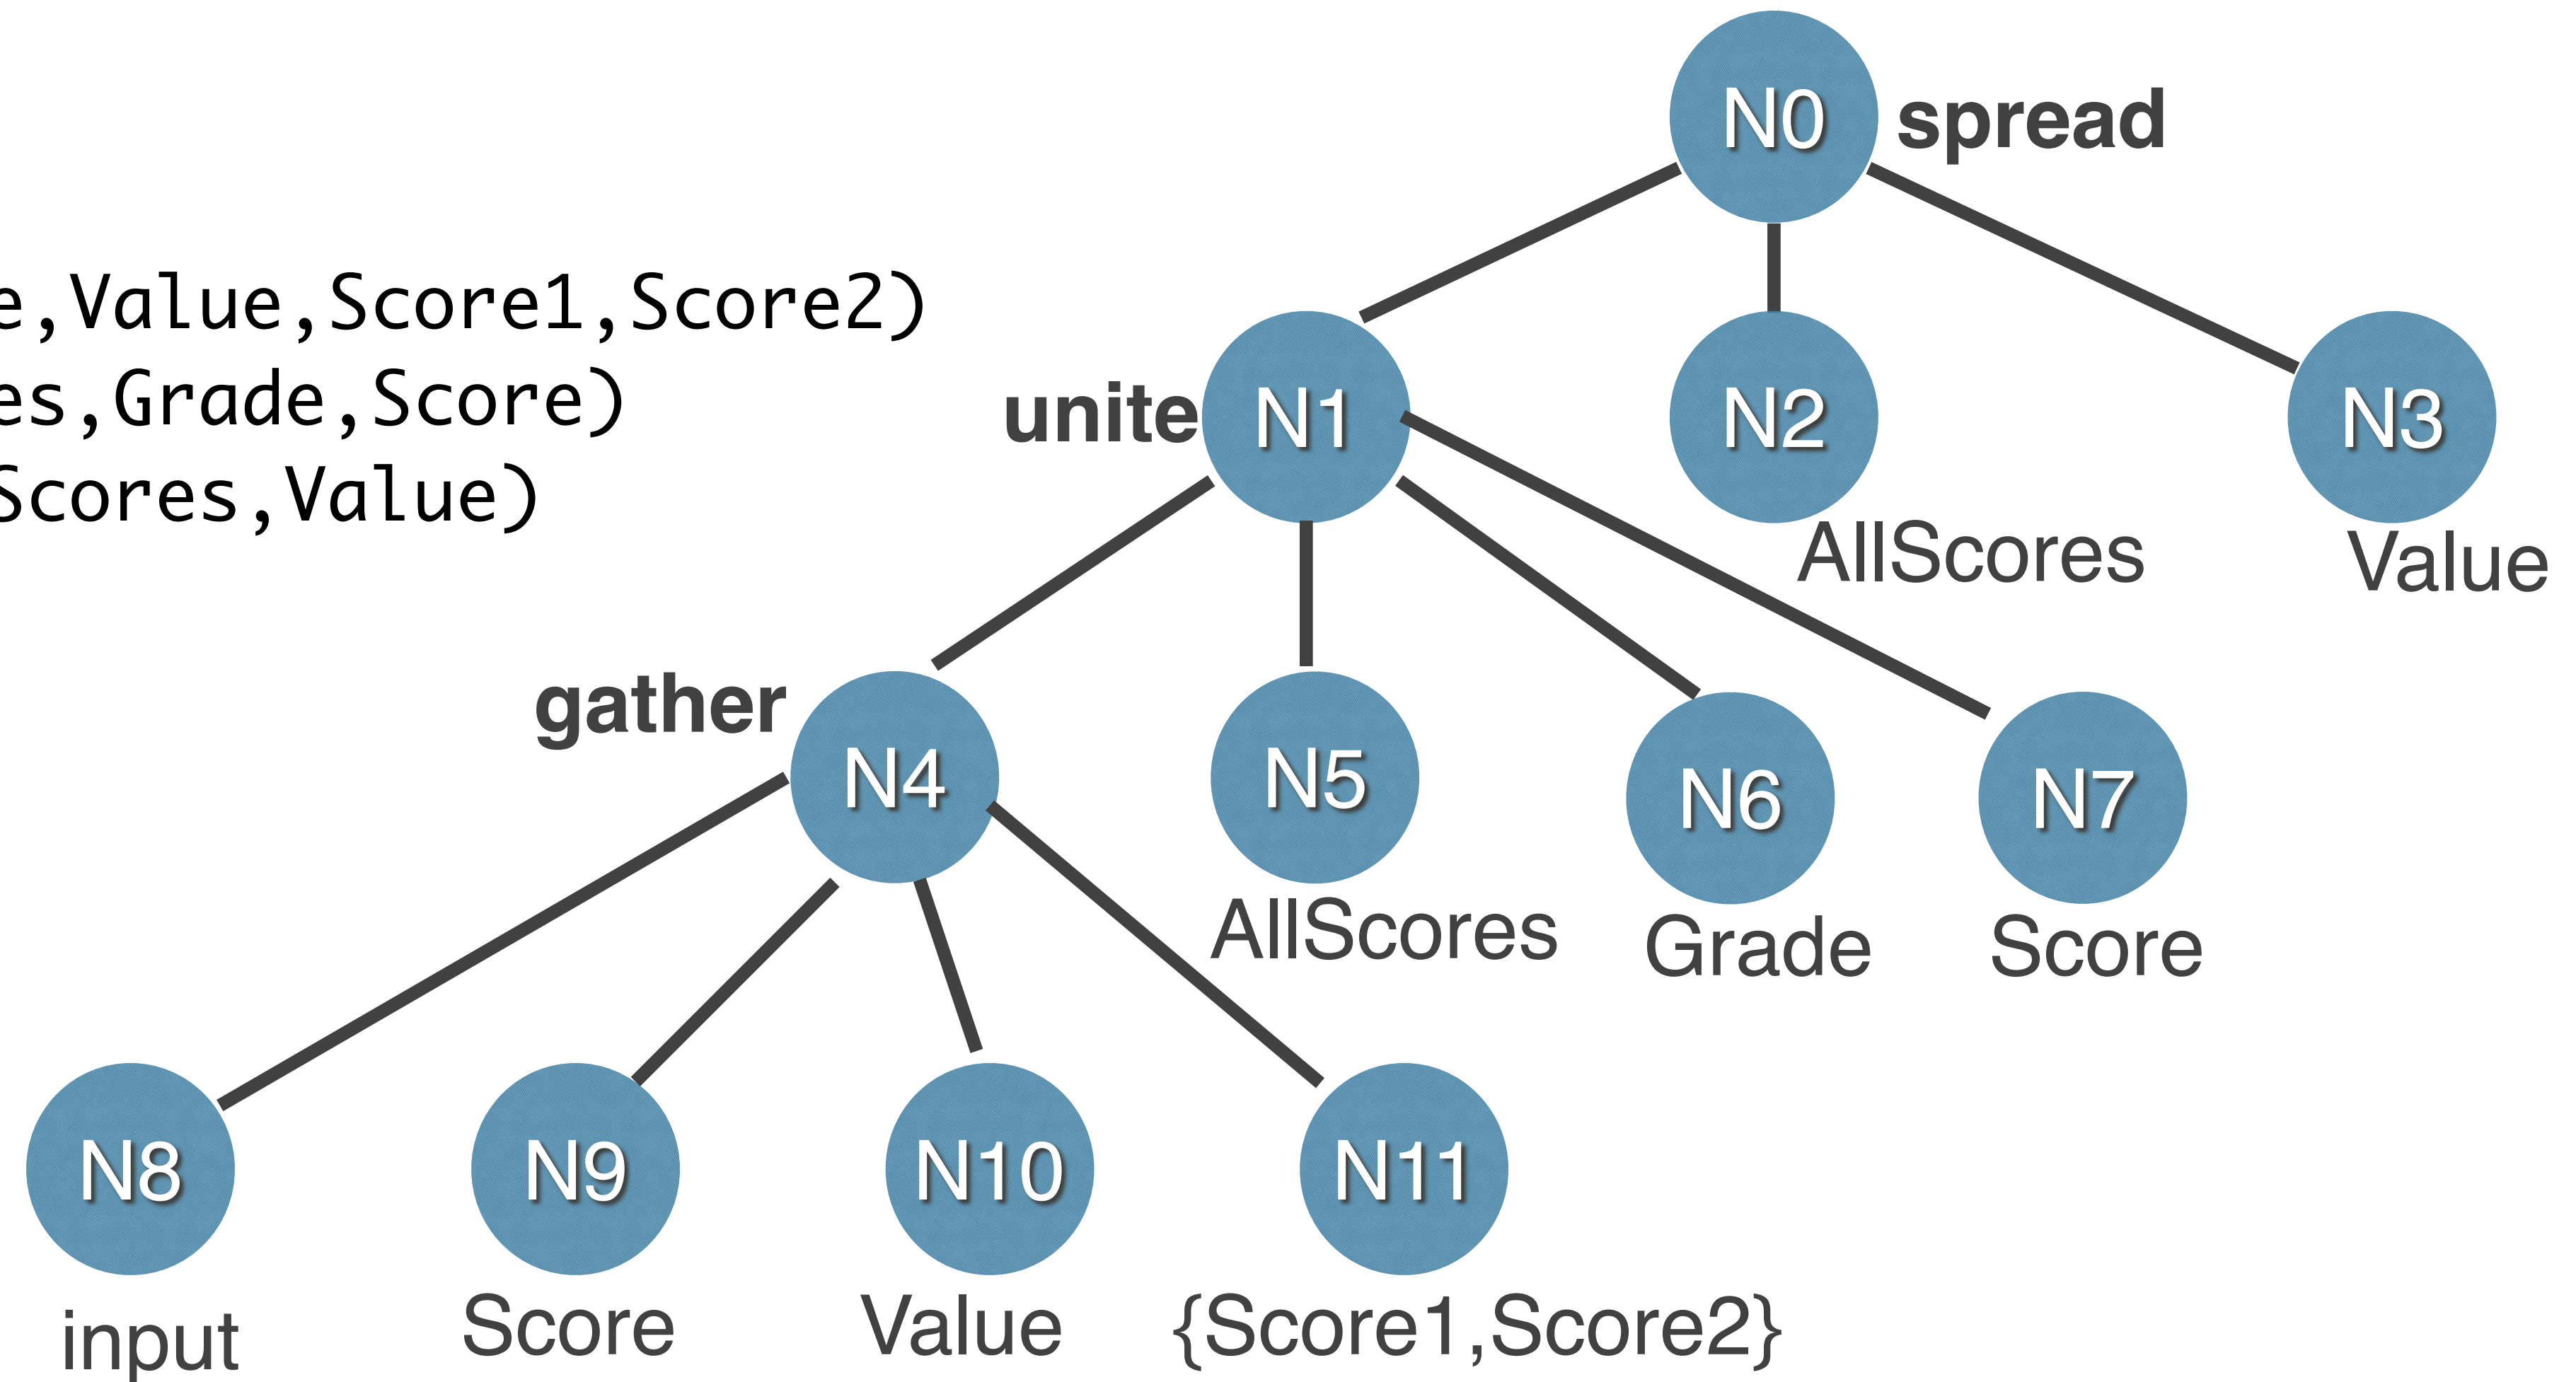 N0 spread
e,Value,Score1,Score2)
es,Grade,Score)
Scores,Value)
unite N1
N2
N3
AllScores
Value
gather
N4
N5
N6
N7
AllScores
Grade
Score
N8
N9
N10
N11
input
Score
Value
{Score1,Score2}